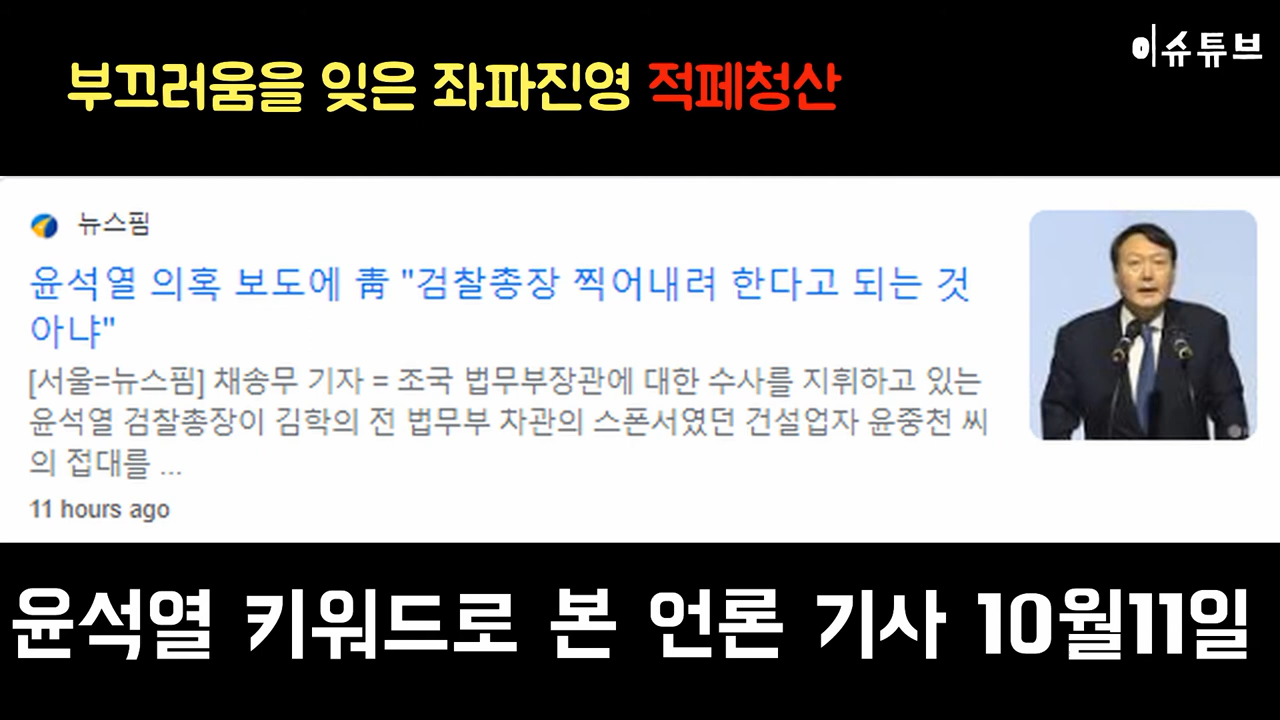 이슈튜브
부끄러움을 잊은 좌파진영 적폐청산
뉴스핌
윤석열 의혹 보도에 靑 "검찰총장 찍어내려 한다고 되는 것
아냐"
[서울=뉴스핌] 채송무 기자 = 조국 법무부장관에 대한 수사를 지휘하고 있는
윤석열 검찰총장이 김학의 전 법무부 차관의 스폰서였던 건설업자 윤중천 씨
의 접대를 ...
11 hours ago
윤석열 키워드로 본 언론 기사 10월11일